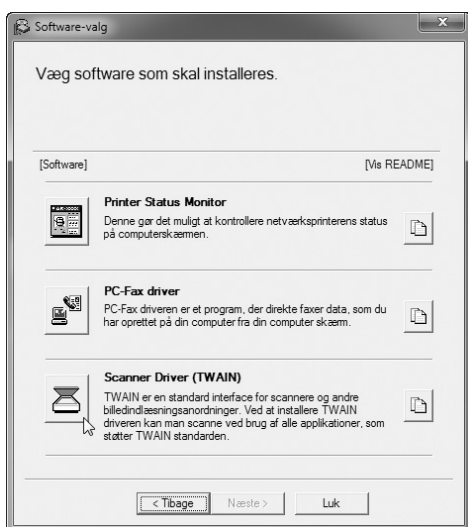 Software-valg
Væg software som skal installeres.
[Software] [Vis README]
Printer Status Monitor
Denne gør det muligt at kontrollere netværksprinterens status
på computerskærmen.
PC-Fax driver
PC-Fax driveren er et program, der direkte faxer data, som du
har oprettet på din computer fra din computer skærm.
Scanner Driver (TWAIN)
TWAIN er en standard interface for scannere og andre
billedindlæsningsanordninger. Ved at installere TWAIN
driveren kan man scanne ved brug af alle applikationer, som
støtter TWAIN standarden.
< Tibage Næste > Luk